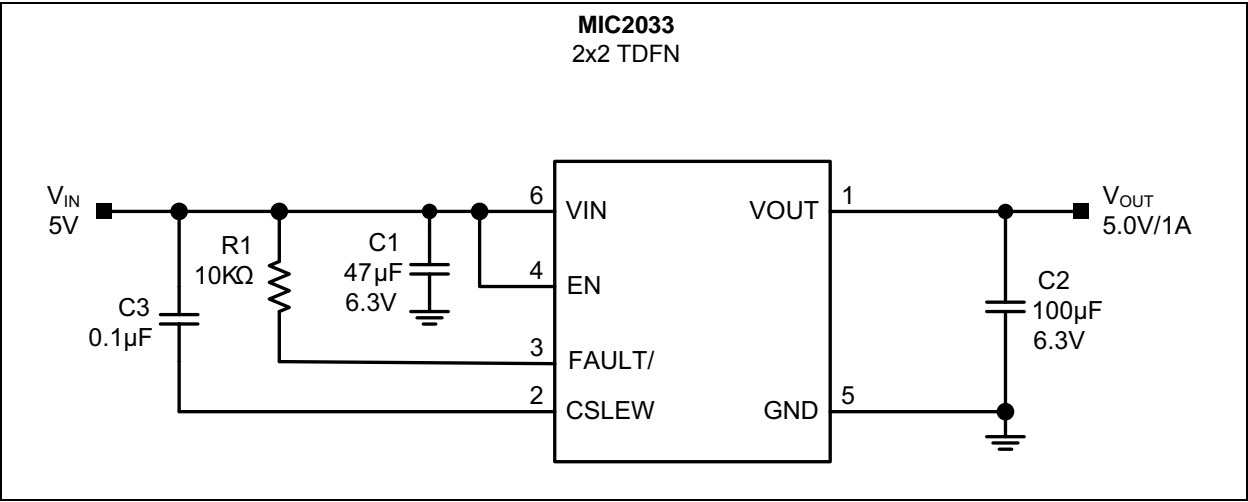 MIC2033
2x2 TDFN
VIN
5V
R1
10KΩ
C1
47µF
6.3V
C3
0.1µF
6
VIN
4
EN
3
FAULT/
2
CSLEW
VOUT
1
GND
5
VOUT
5.0V/1A
C2
100µF
6.3V